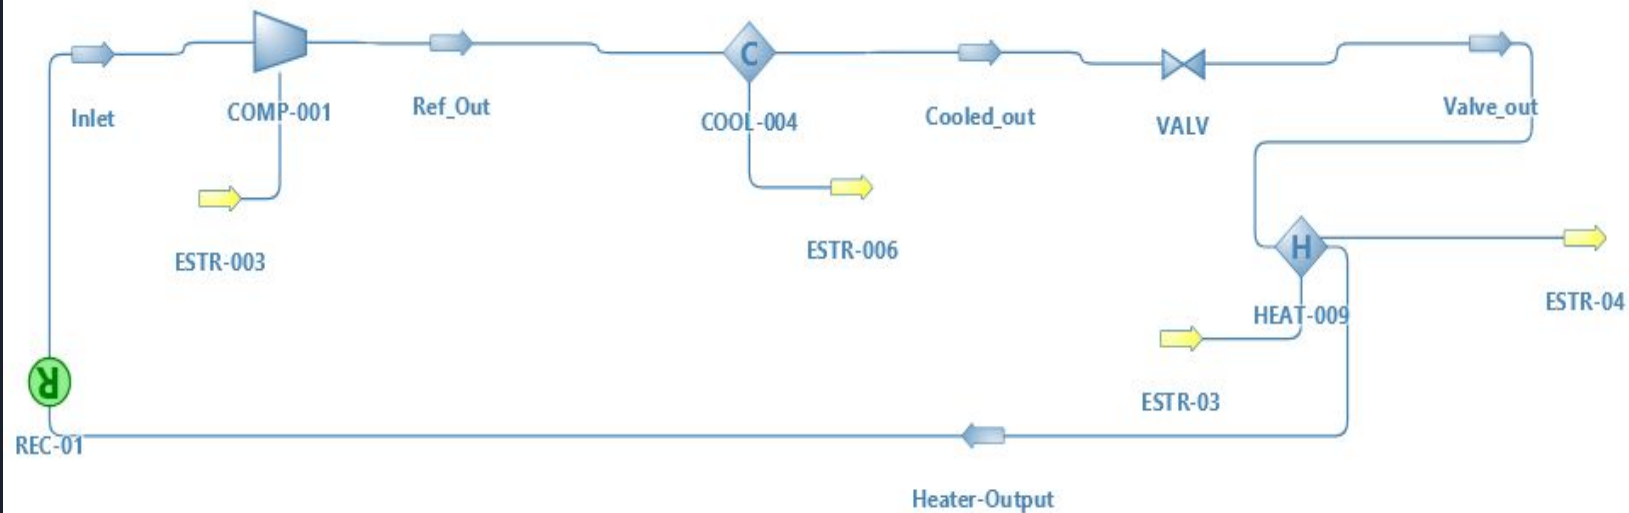 Inlet
COMP-001
Ref_Out
C
COOL-004
Cooled_out
VALV
Valve_out
ESTR-003
ESTR-006
H
HEAT-009
ESTR-04
ESTR-03
R
REC-01
Heater-Output